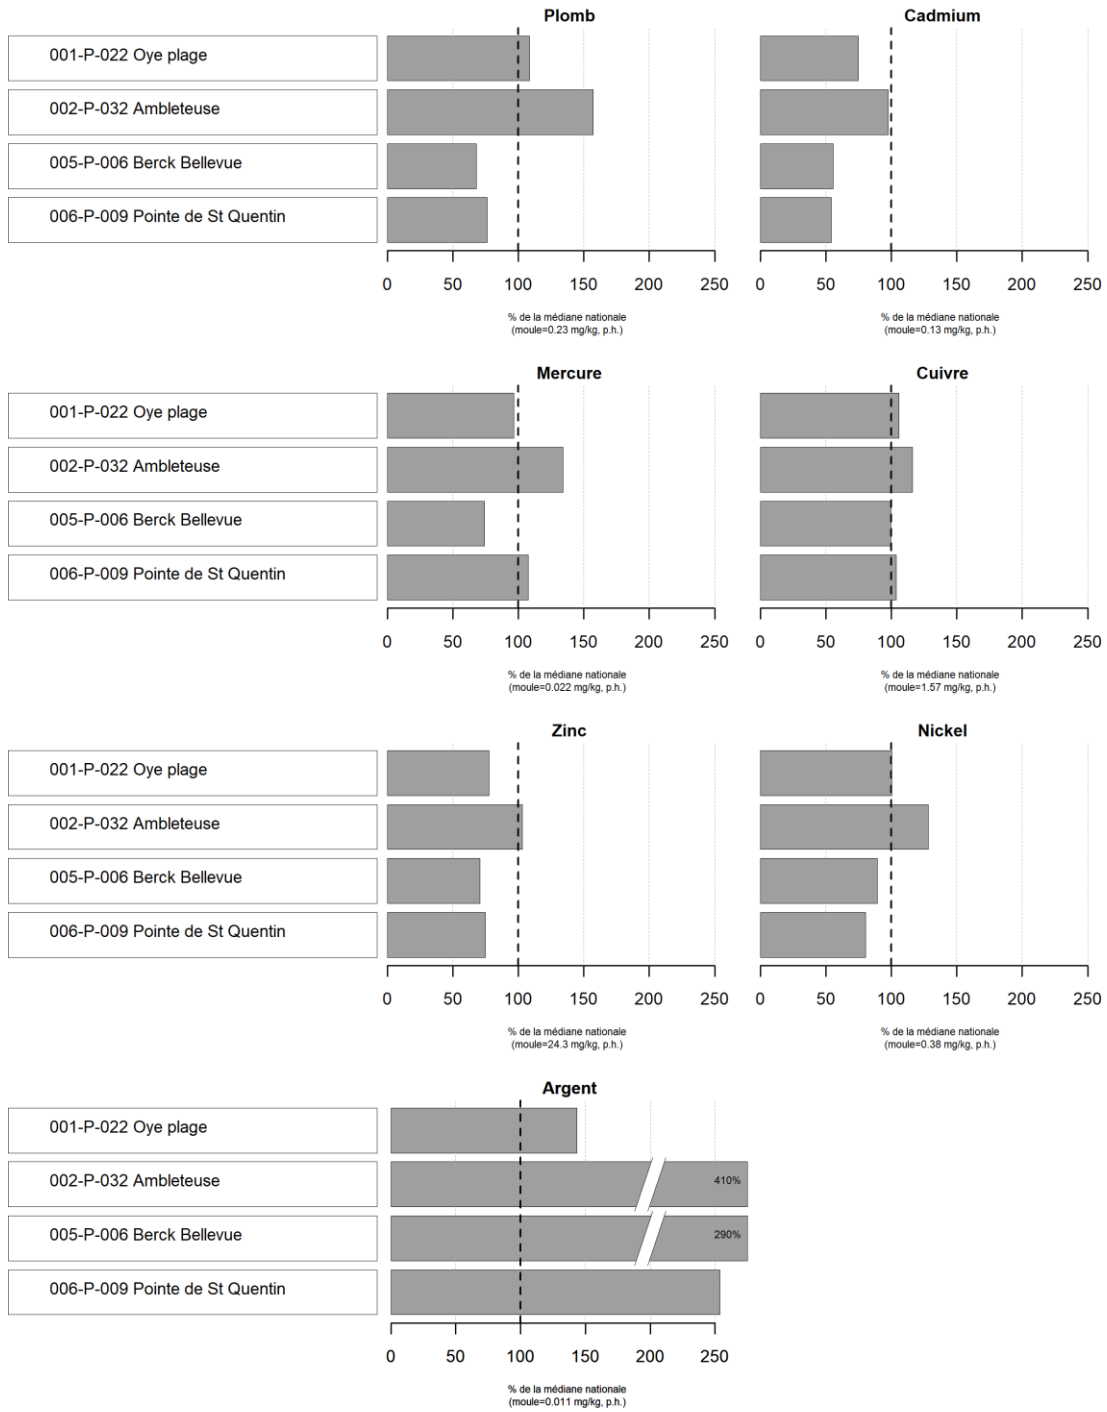 Plomb
Cadmium
001-P-022 Oye plage
002-P-032 Ambleteuse
005-P-006 Berck Bellevue
006-P-009 Pointe de St Quentin
0 50 100 150 200 250
0 50 100 150 200 250
% de la médiane nationale
(moule=0.23 mg/kg, p.h.)
% de la médiane nationale
(moule=0.13 mg/kg, p.h.)
Mercure
Cuivre
001-P-022 Oye plage
002-P-032 Ambleteuse
005-P-006 Berck Bellevue
006-P-009 Pointe de St Quentin
0 50 100 150 200 250
0 50 100 150 200 250
% de la médiane nationale
(moule=0.022 mg/kg, p.h.)
% de la médiane nationale
(moule=1.57 mg/kg, p.h.)
Zinc
Nickel
001-P-022 Oye plage
002-P-032 Ambleteuse
005-P-006 Berck Bellevue
006-P-009 Pointe de St Quentin
0 50 100 150 200 250
0 50 100 150 200 250
% de la médiane nationale
(moule=24.3 mg/kg, p.h.)
% de la médiane nationale
(moule=0.38 mg/kg, p.h.)
Argent
001-P-022 Oye plage
002-P-032 Ambleteuse
410%
005-P-006 Berck Bellevue
290%
006-P-009 Pointe de St Quentin
0 50 100 150 200 250
% de la médiane nationale
(moule=0.011 mg/kg, p.h.)